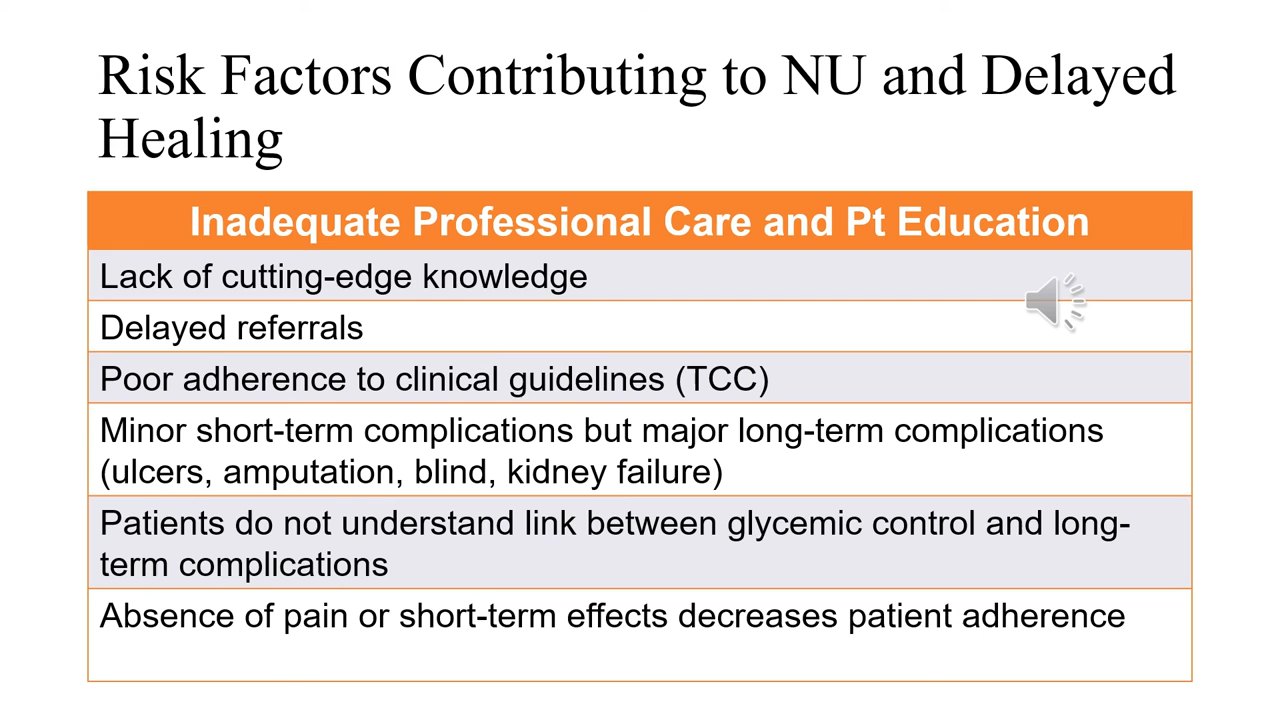 Risk Factors Contributing to NU and Delayed
Healing
Inadequate Professional Care and Pt Education
Lack of cutting-edge knowledge
Delayed referrals
Poor adherence to clinical guidelines (TCC)
Minor short-term complications but major long-term complications
(ulcers, amputation, blind, kidney failure)
Patients do not understand link between glycemic control and long-
term complications
Absence of pain or short-term effects decreases patient adherence